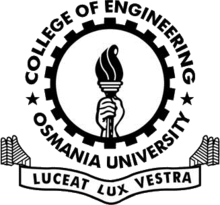 COLLEGE OF ENGINEERING
OSMANIA UNIVERSITY
LUCEAT LUX VESTRA